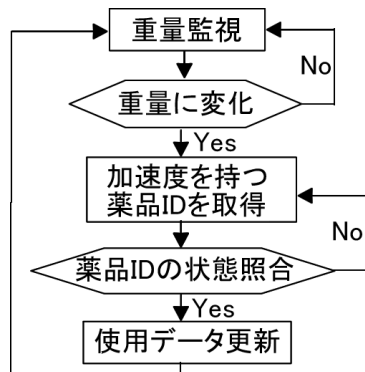 重量監視
No
重量に変化
Yes
加速度を持つ
薬品IDを取得
No
薬品IDの状態照合
Yes
使用データ更新